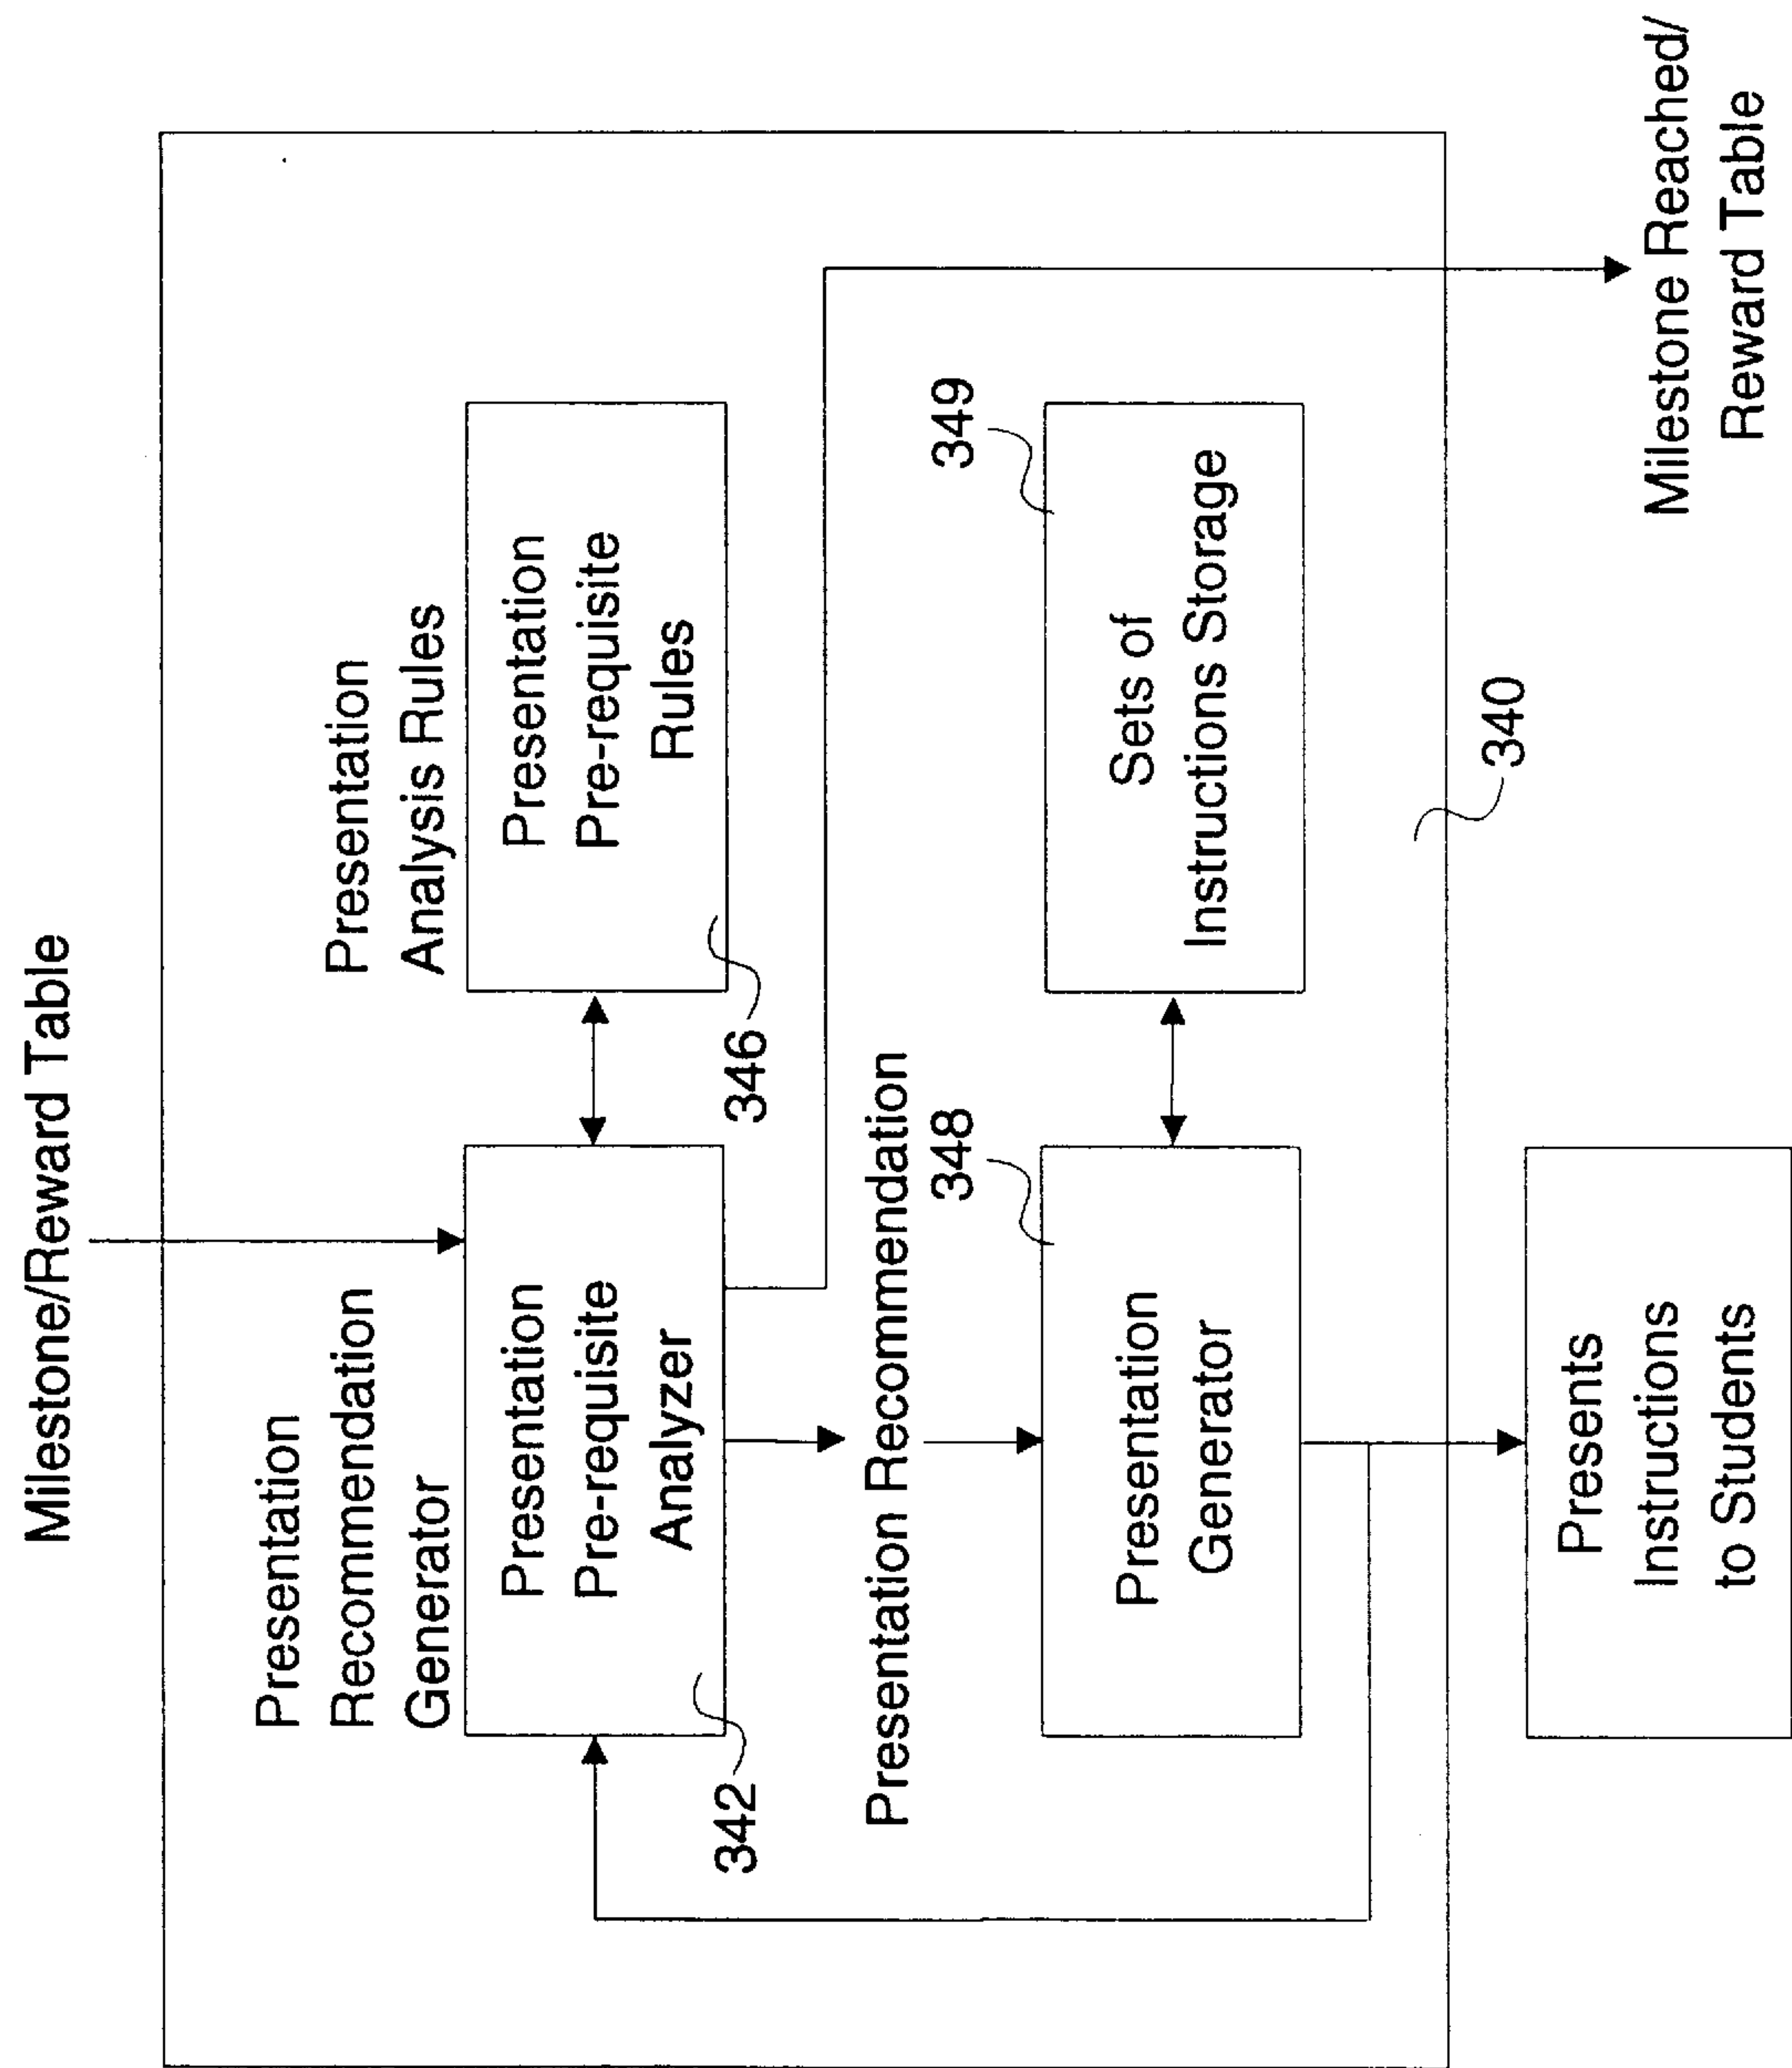 Milestone/Reward Table
Presentation
Recommendation
Generator
Presentation
Analysis Rules
Presentation
Pre-requisite
Analyzer
342
Presentation
Pre-requisite
Rules
346
Presentation Recommendation
348
349
Presentation
Generator
Sets of
Instructions Storage
340
Presents
Instructions
to Students
Milestone Reached/
Reward Table